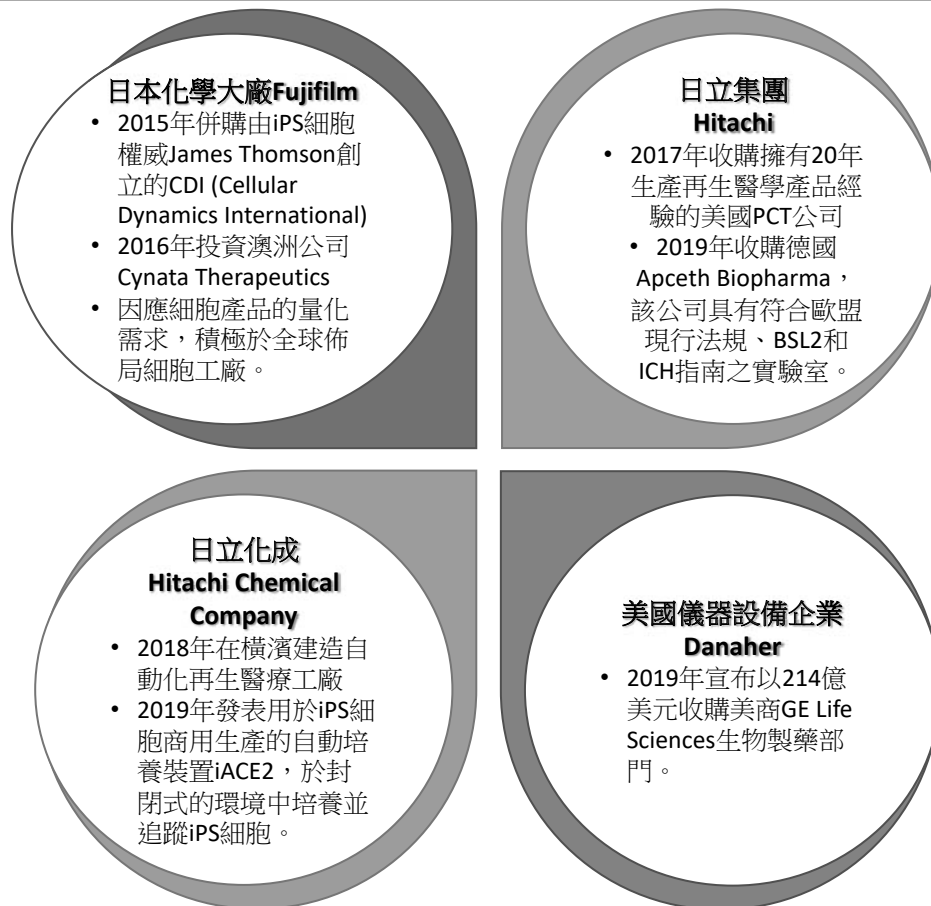 日本化學大廠Fujifilm
• 2015年併購由iPS細胞
權威James Thomson創
立的CDI (Cellular
Dynamics International)
• 2016年投資澳洲公司
Cynata Therapeutics
• 因應細胞產品的量化
需求，積極於全球佈
局細胞工廠。
日立集團
Hitachi
• 2017年收購擁有20年
生產再生醫學產品經
驗的美國PCT公司
• 2019年收購德國
Apceth Biopharma，
該公司具有符合歐盟
現行法規、BSL2和
ICH指南之實驗室。
日立化成
Hitachi Chemical
Company
• 2018年在橫濱建造自
動化再生醫療工廠
• 2019年發表用於iPS細
胞商用生產的自動培
養裝置iACE2，於封
閉式的環境中培養並
追蹤iPS細胞。
美國儀器設備企業
Danaher
• 2019年宣布以214億
美元收購美商GE Life
Sciences生物製藥部
門。